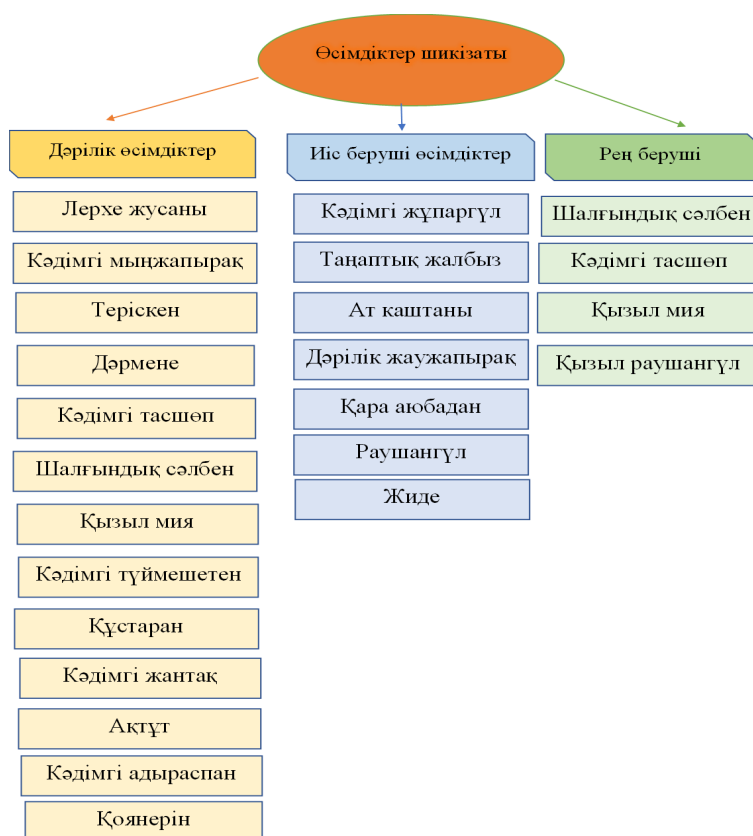 Өсімдіктер шикізаты
Дәрілік өсімдіктер
Лерхе жусаны
Кәдімгі мыңжапырақ
Теріскен
Дәрмене
Кәдімгі тасшөп
Шалғындық сәлбен
Қызыл мия
Кәдімгі түймешетен
Құстаран
Кәдімгі жантақ
Ақтұт
Кәдімгі адыраспан
Қоянерін
Иіс беруші өсімдіктер
Кәдімгі жұпаргүл
Таңаптық жалбыз
Ат каштаны
Дәрілік жаужапырақ
Қара аюбадан
Раушангүл
Жиде
Рең беруші
Шалғындық сәлбен
Кәдімгі тасшөп
Қызыл мия
Қызыл раушангүл